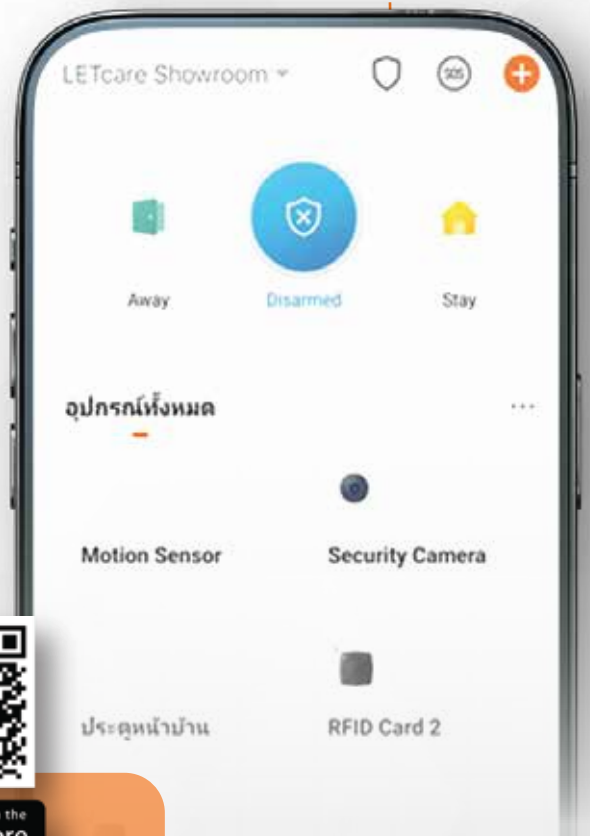 LETcare Showroom
SOS
Away
Disarmed
Stay
อุปกรณ์ทั้งหมด
Motion Sensor
Security Camera
ประตูหน้าบ้าน
RFID Card 2
the